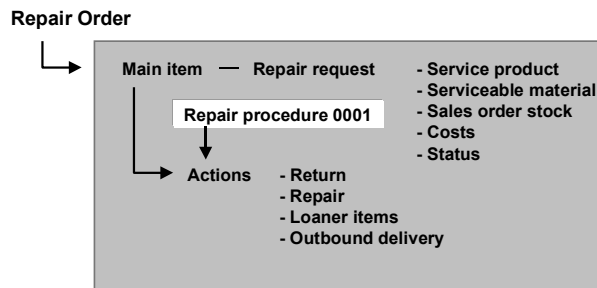 Repair Order
Main item — Repair request
- Service product
- Serviceable material
- Sales order stock
- Costs
- Status
Repair procedure 0001
Actions
- Return
- Repair
- Loaner items
- Outbound delivery